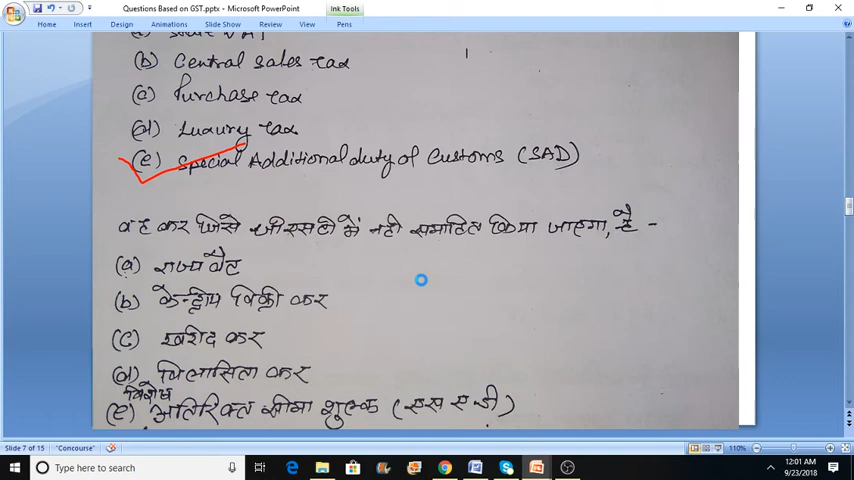 Questions Based on GST.pptx - Microsoft PowerPoint
Ink Tools
Home Insert Design Animations Slide Show Review View Pens
(b) Central sales tax
(c) Purchase tax
(d) Luxury tax
(e) Special Additional duty of Customs (SAD)
वह कर जिसे जीएसटी में नही समाहित किया जाएगा, है -
(a) राज्य वैट
(b) केन्द्रीय बिक्री कर
(c) खरीद कर
(d) विलासिता कर
विशेष
(e) अतिरिक्त सीमा शुल्क (एस ए डी)
Slide 7 of 15 "Concourse" 110%
Type here to search
12:01 AM
9/23/2018